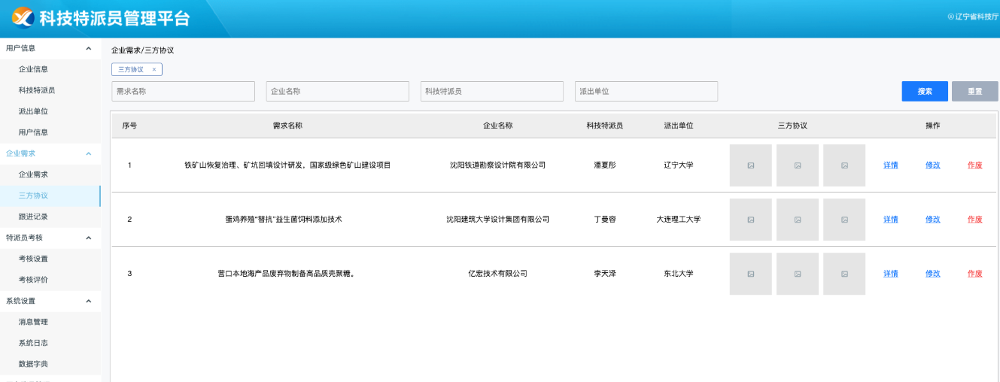 科技特派员管理平台
辽宁省科技厅
用户信息
企业信息
科技特派员
派出单位
用户信息
企业需求
企业需求
三方协议
跟进记录
特派员考核
考核设置
考核评价
系统设置
消息管理
系统日志
数据字典
企业需求/三方协议
三方协议 ×
需求名称 企业名称 科技特派员 派出单位 搜索 重置
序号 需求名称 企业名称 科技特派员 派出单位 三方协议 操作
1 铁矿山恢复治理、矿坑回填设计研发，国家级绿色矿山建设项目 沈阳铁道勘察设计院有限公司 潘夏彤 辽宁大学 详情 修改 作废
2 蛋鸡养殖“替抗”益生菌饲料添加技术 沈阳建筑大学设计集团有限公司 丁曼容 大连理工大学 详情 修改 作废
3 营口本地海产品废弃物制备高品质壳聚糖。 亿宏技术有限公司 李天泽 东北大学 详情 修改 作废